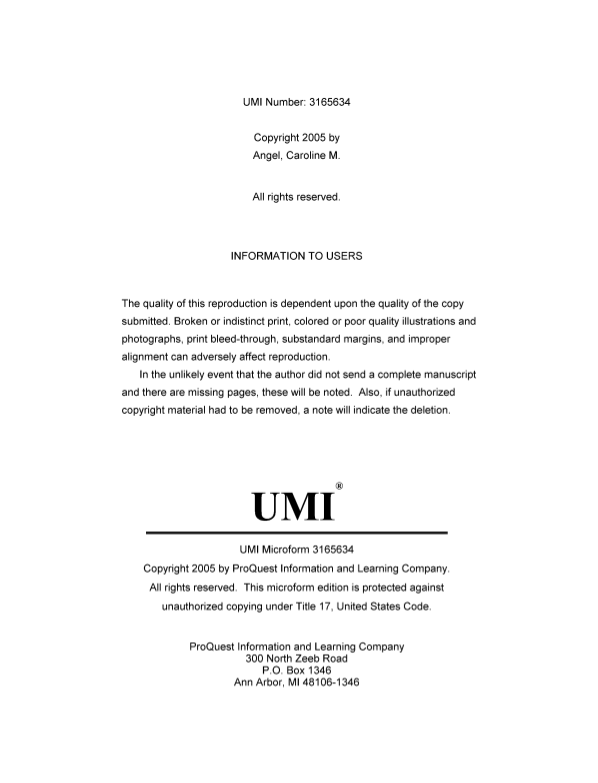 UMI Number: 3165634
Copyright 2005 by
Angel, Caroline M.
All rights reserved.
INFORMATION TO USERS
The quality of this reproduction is dependent upon the quality of the copy
submitted. Broken or indistinct print, colored or poor quality illustrations and
photographs, print bleed-through, substandard margins, and improper
alignment can adversely affect reproduction.
In the unlikely event that the author did not send a complete manuscript
and there are missing pages, these will be noted. Also, if unauthorized
copyright material had to be removed, a note will indicate the deletion.
UMI®
UMI Microform 3165634
Copyright 2005 by ProQuest Information and Learning Company.
All rights reserved. This microform edition is protected against
unauthorized copying under Title 17, United States Code.
ProQuest Information and Learning Company
300 North Zeeb Road
P.O. Box 1346
Ann Arbor, MI 48106-1346